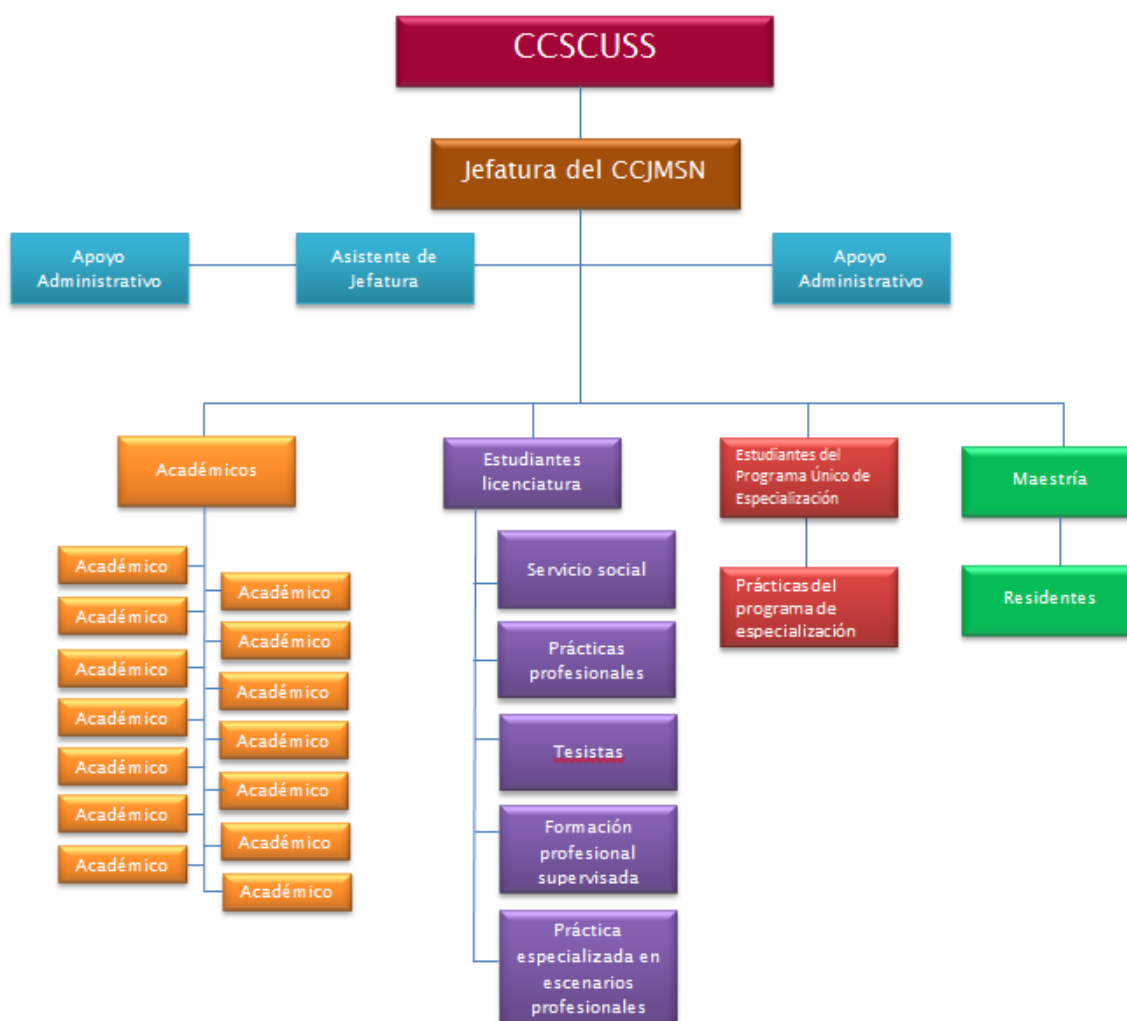 CCSCUSS
Jefatura del CCJMSN
Apoyo
Administrativo
Asistente de
Jefatura
Apoyo
Administrativo
Académicos
Estudiantes
licenciatura
Estudiantes del
Programa Único de
Especialización
Maestría
Académico
Académico
Académico
Académico
Académico
Académico
Académico
Académico
Académico
Académico
Académico
Académico
Académico
Académico
Servicio social
Prácticas
profesionales
Tesistas
Formación
profesional
supervisada
Práctica
especializada en
escenarios
profesionales
Prácticas del
programa de
especialización
Residentes